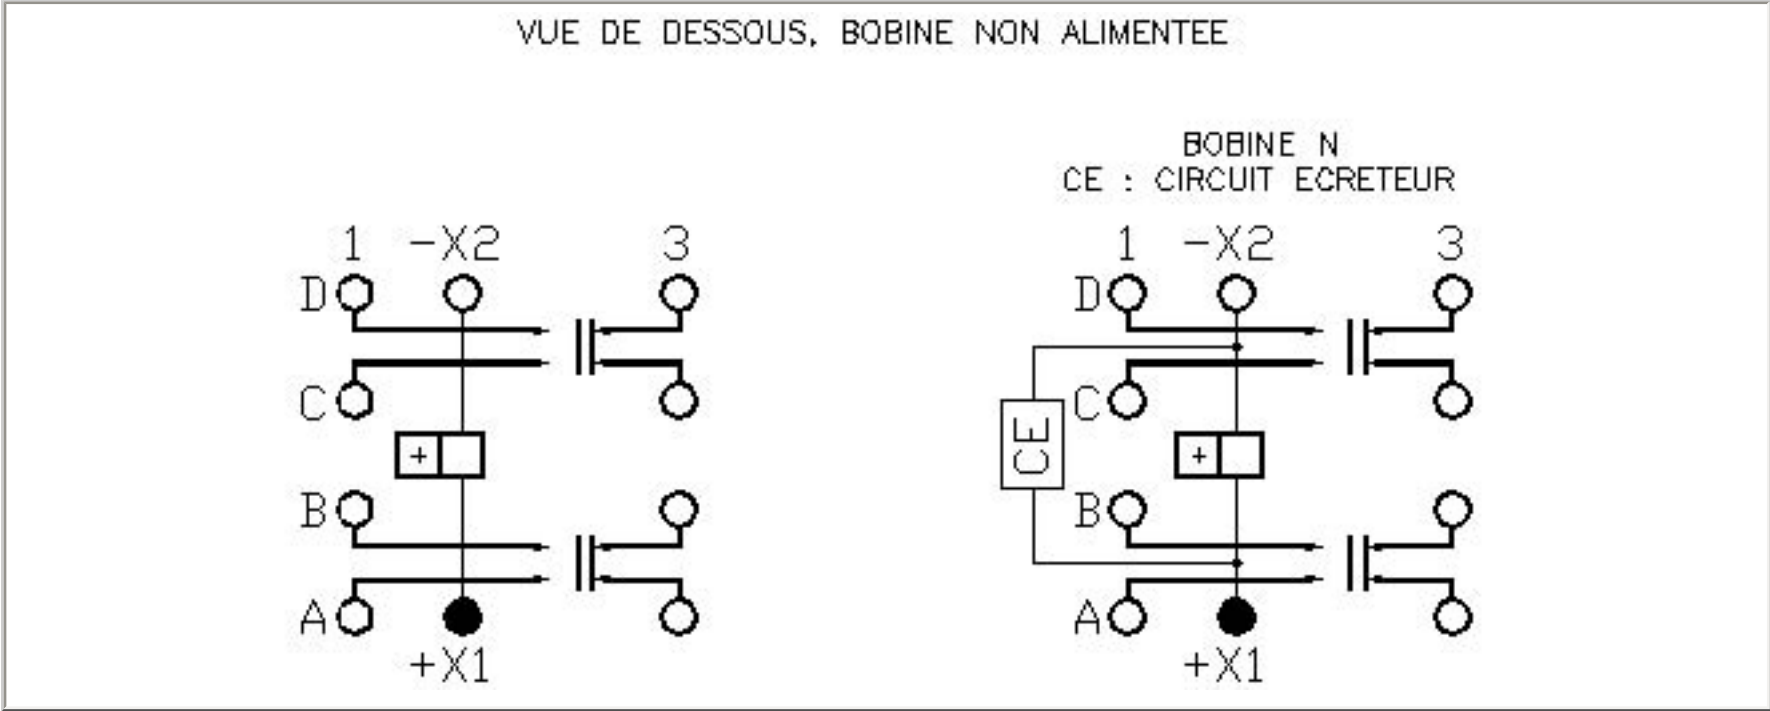 VUE DE DESSOUS, BOBINE NON ALIMENTEE
BOBINE N
CE : CIRCUIT ECRETEUR
1 -X2 3
D
C
+
B
A
+X1
1 -X2 3
D
CE
C
+
B
A
+X1